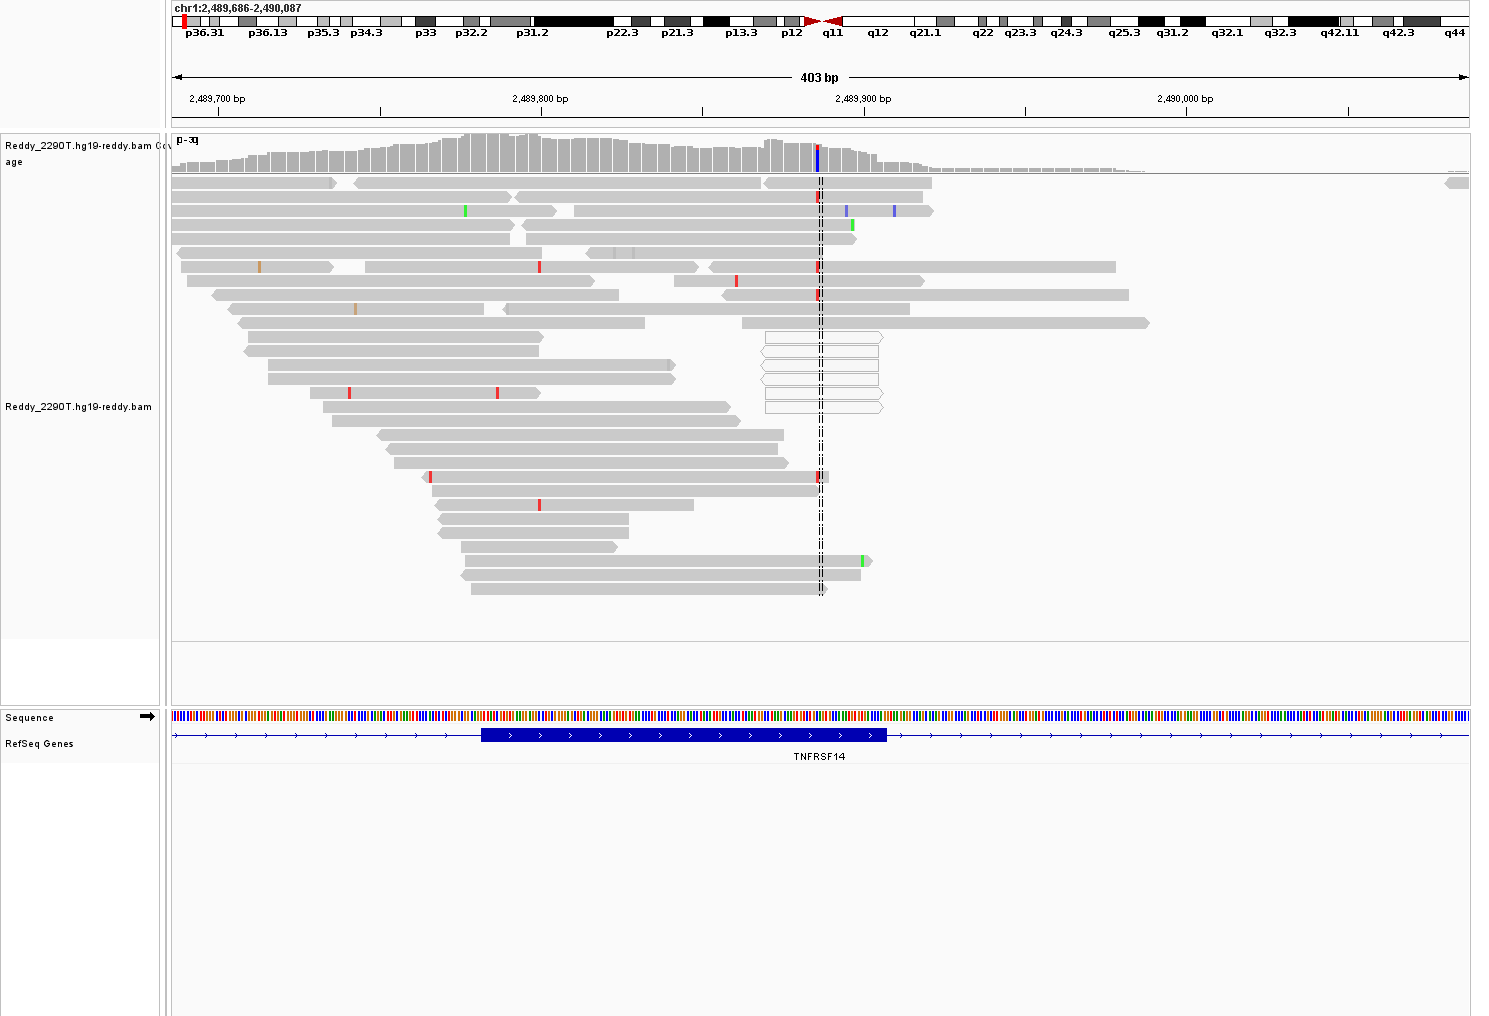 chr1:2,489,686-2,490,087
p36.31 p36.13 p35.3 p34.3 p33 p32.2 p31.2 p22.3 p21.3 p13.3 p12 q11 q12 q21.1 q22 q23.3 q24.3 q25.3 q31.2 q32.1 q32.3 q42.11 q42.3 q44
403 bp
2,489,700 bp 2,489,800 bp 2,489,900 bp 2,490,000 bp
Reddy_2290T.hg19-reddy.bam Cov
age
[0 - 30]
Reddy_2290T.hg19-reddy.bam
Sequence
RefSeq Genes
TNFRSF14